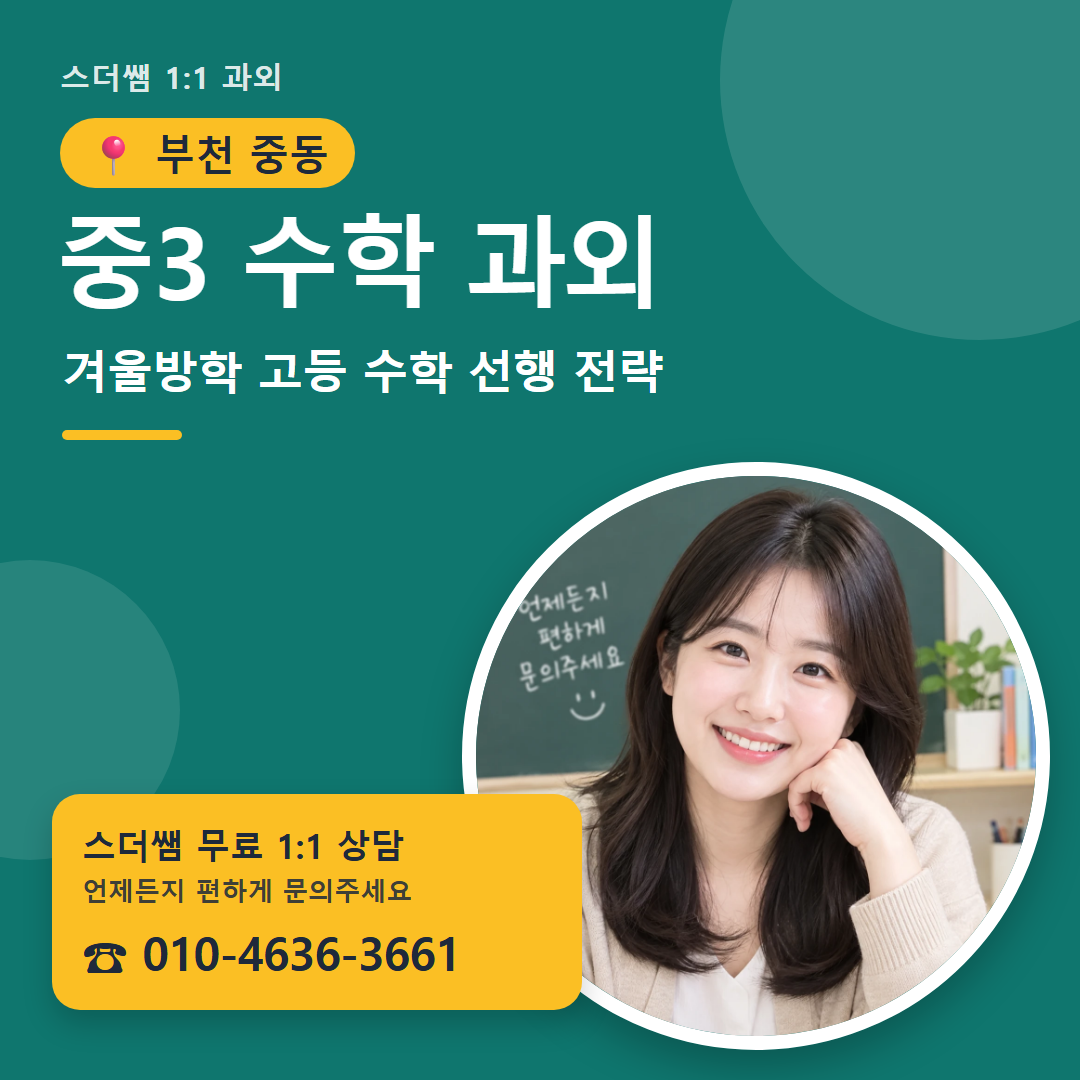 스더쌤 1:1 과외
📍 부천 중동
중3 수학 과외
겨울방학 고등 수학 선행 전략
언제든지
편하게
문의주세요
스더쌤 무료 1:1 상담
언제든지 편하게 문의주세요
☎ 010-4636-3661